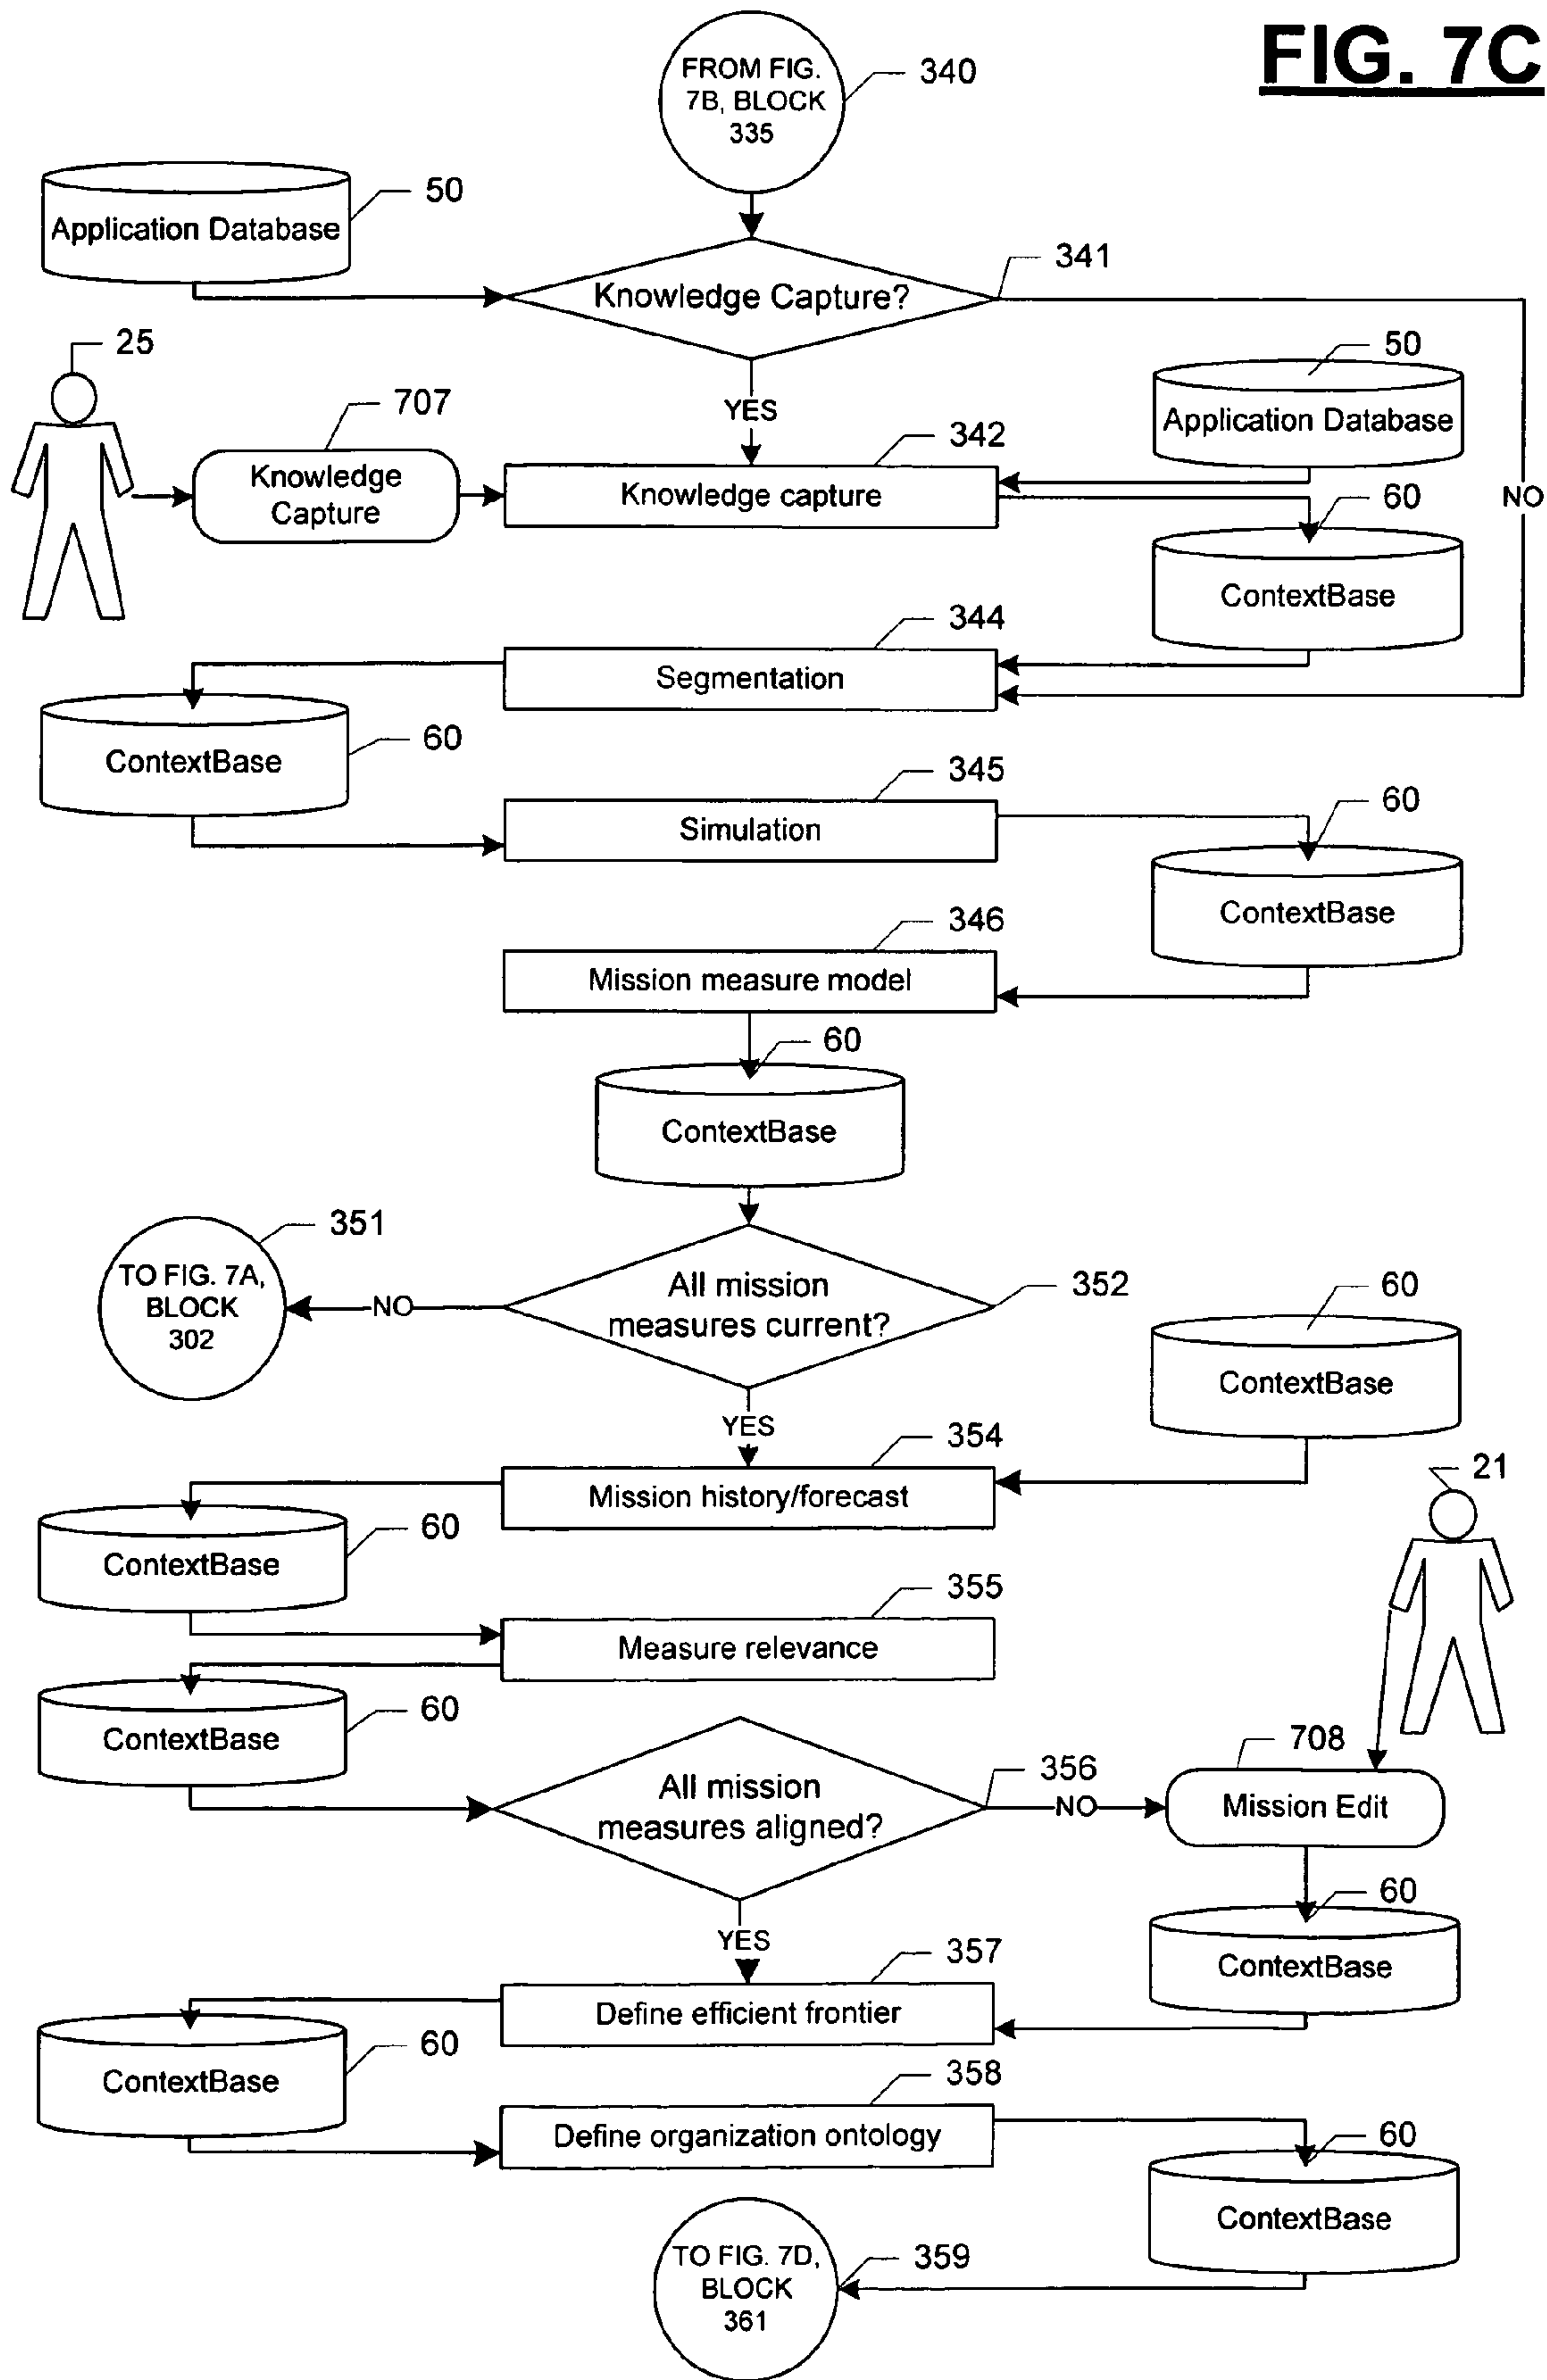 FIG. 7C
FROM FIG.
7B, BLOCK
335
340
Application Database
50
Knowledge Capture?
341
25
YES
NO
50
Application Database
707
Knowledge
Capture
342
Knowledge capture
60
ContextBase
344
Segmentation
60
ContextBase
345
Simulation
60
ContextBase
346
Mission measure model
60
ContextBase
351
TO FIG. 7A,
BLOCK
302
NO
All mission
measures current?
352
60
ContextBase
YES
354
Mission history/forecast
21
60
ContextBase
355
Measure relevance
60
ContextBase
All mission
measures aligned?
356
NO
708
Mission Edit
YES
60
ContextBase
357
Define efficient frontier
60
ContextBase
358
Define organization ontology
60
ContextBase
TO FIG. 7D,
BLOCK
361
359